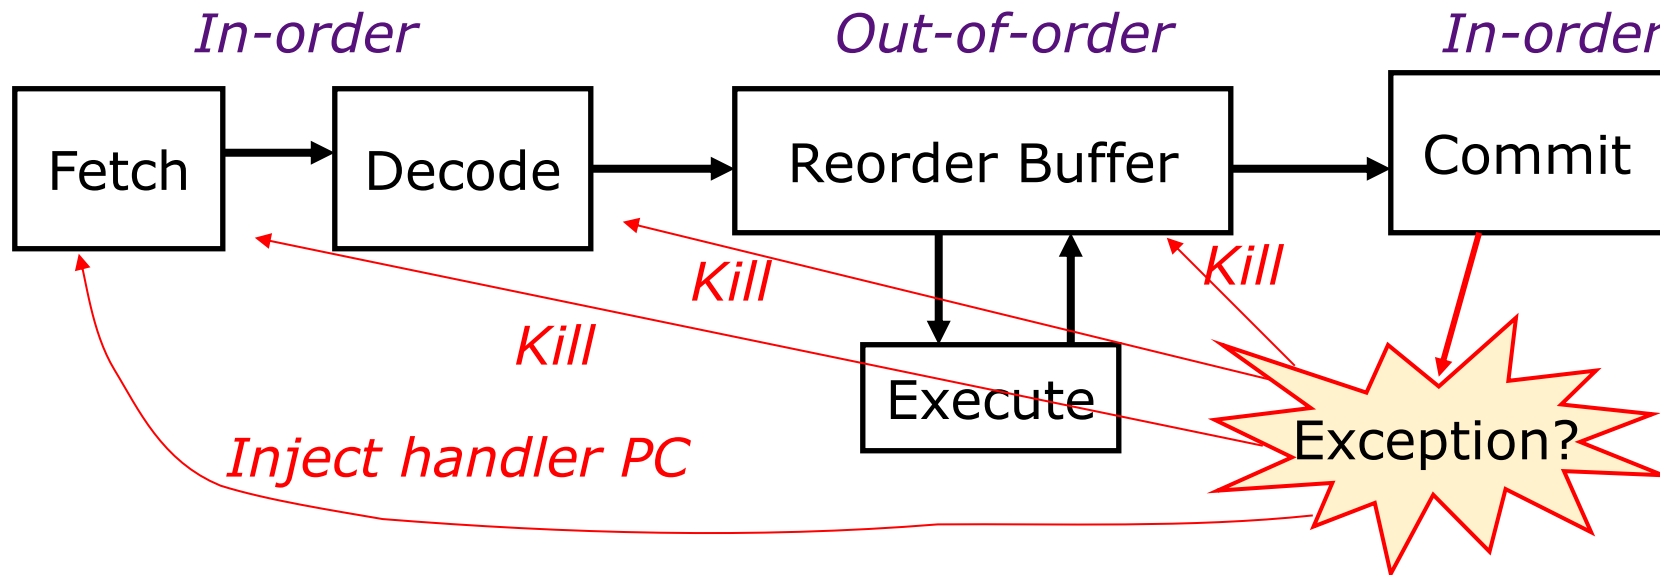 In-order
Out-of-order
In-order
Fetch
Decode
Reorder Buffer
Commit
Kill
Kill
Kill
Execute
Exception?
Inject handler PC